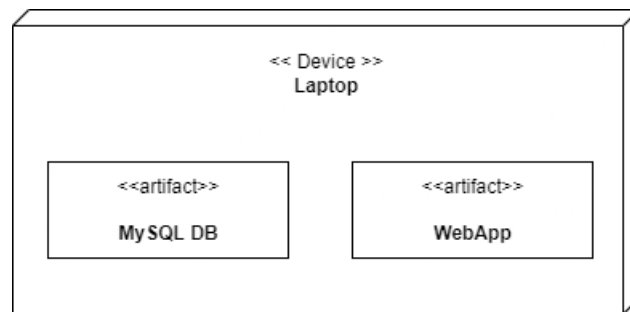 << Device >>
Laptop
<<artifact>>
MySQL DB
<<artifact>>
WebApp